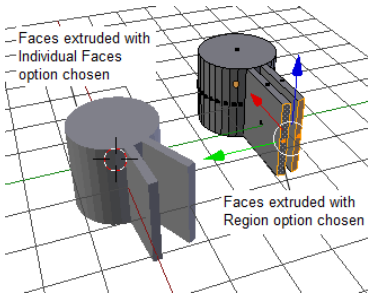 Faces extruded with
Individual Faces
option chosen
Faces extruded with
Region option chosen